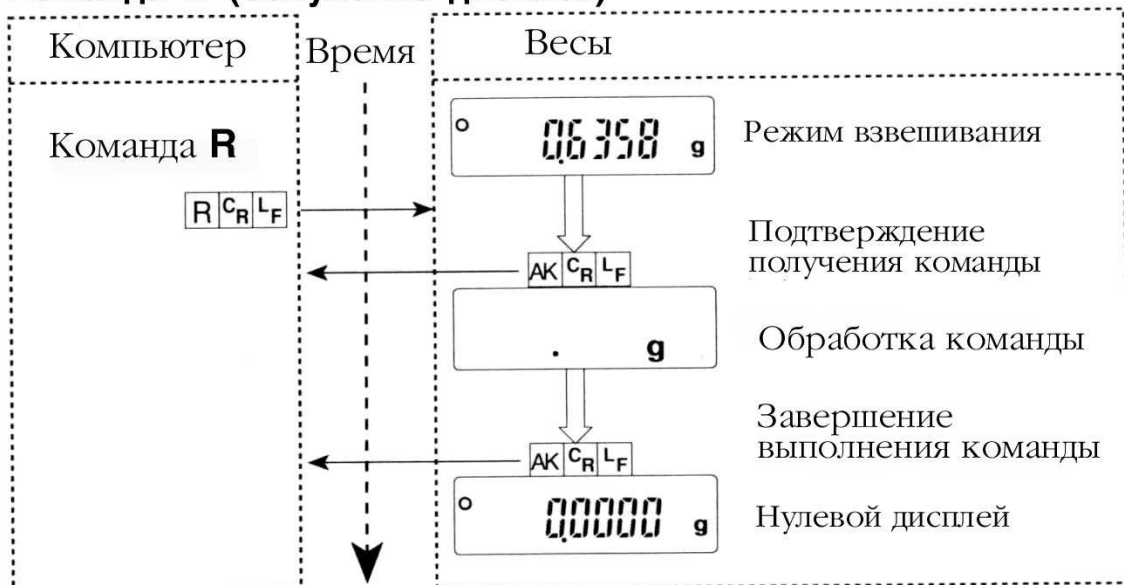 Компьютер
Время
Весы
Команда R
0.6358 g
Режим взвешивания
R CR LF
Подтверждение
получения команды
AK CR LF
. g
Обработка команды
Завершение
выполнения команды
AK CR LF
0.0000 g
Нулевой дисплей